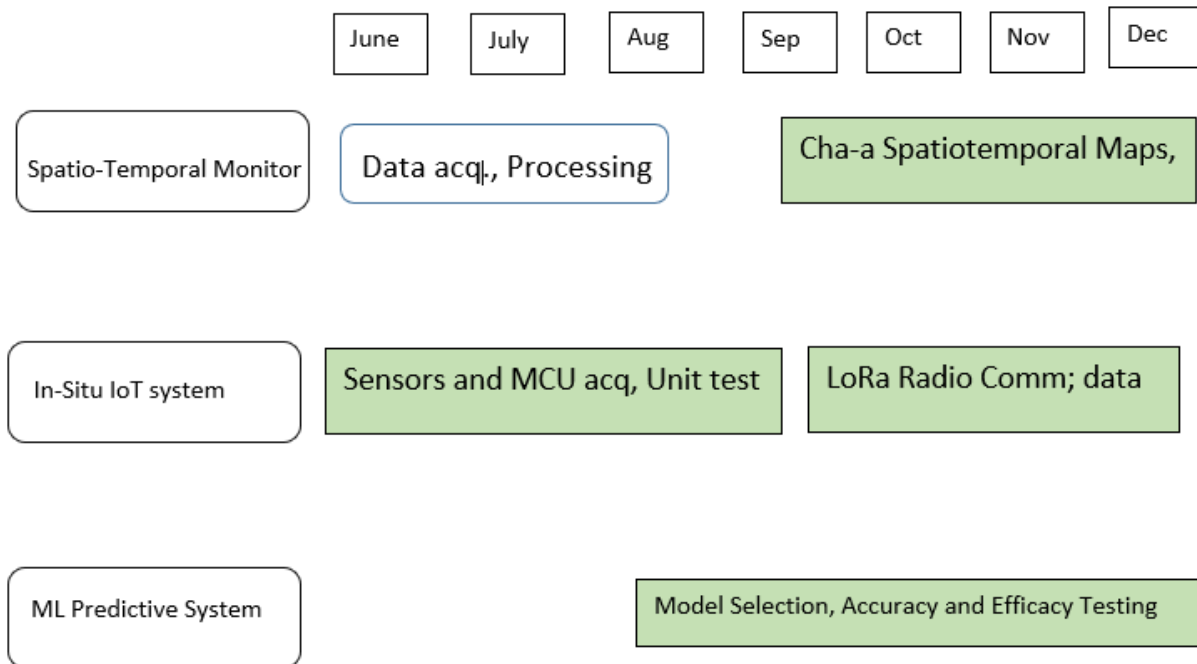 June
July
Aug
Sep
Oct
Nov
Dec
Spatio-Temporal Monitor
Data acq., Processing
Cha-a Spatiotemporal Maps,
In-Situ IoT system
Sensors and MCU acq, Unit test
LoRa Radio Comm; data
ML Predictive System
Model Selection, Accuracy and Efficacy Testing